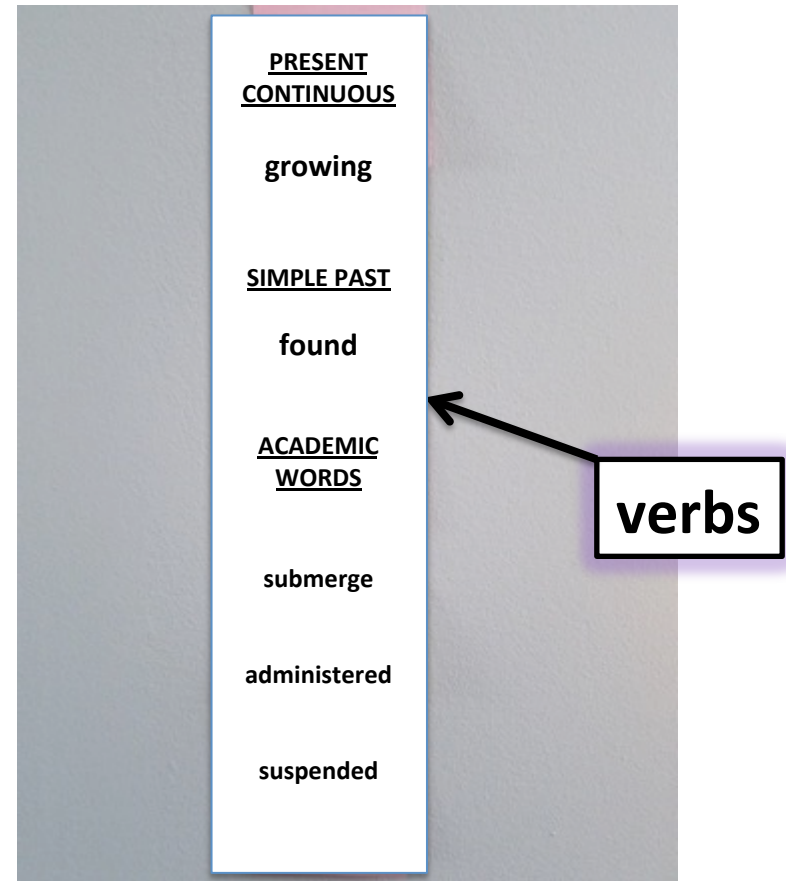 PRESENT
CONTINUOUS
growing
SIMPLE PAST
found
ACADEMIC
WORDS
submerge
administered
suspended
verbs